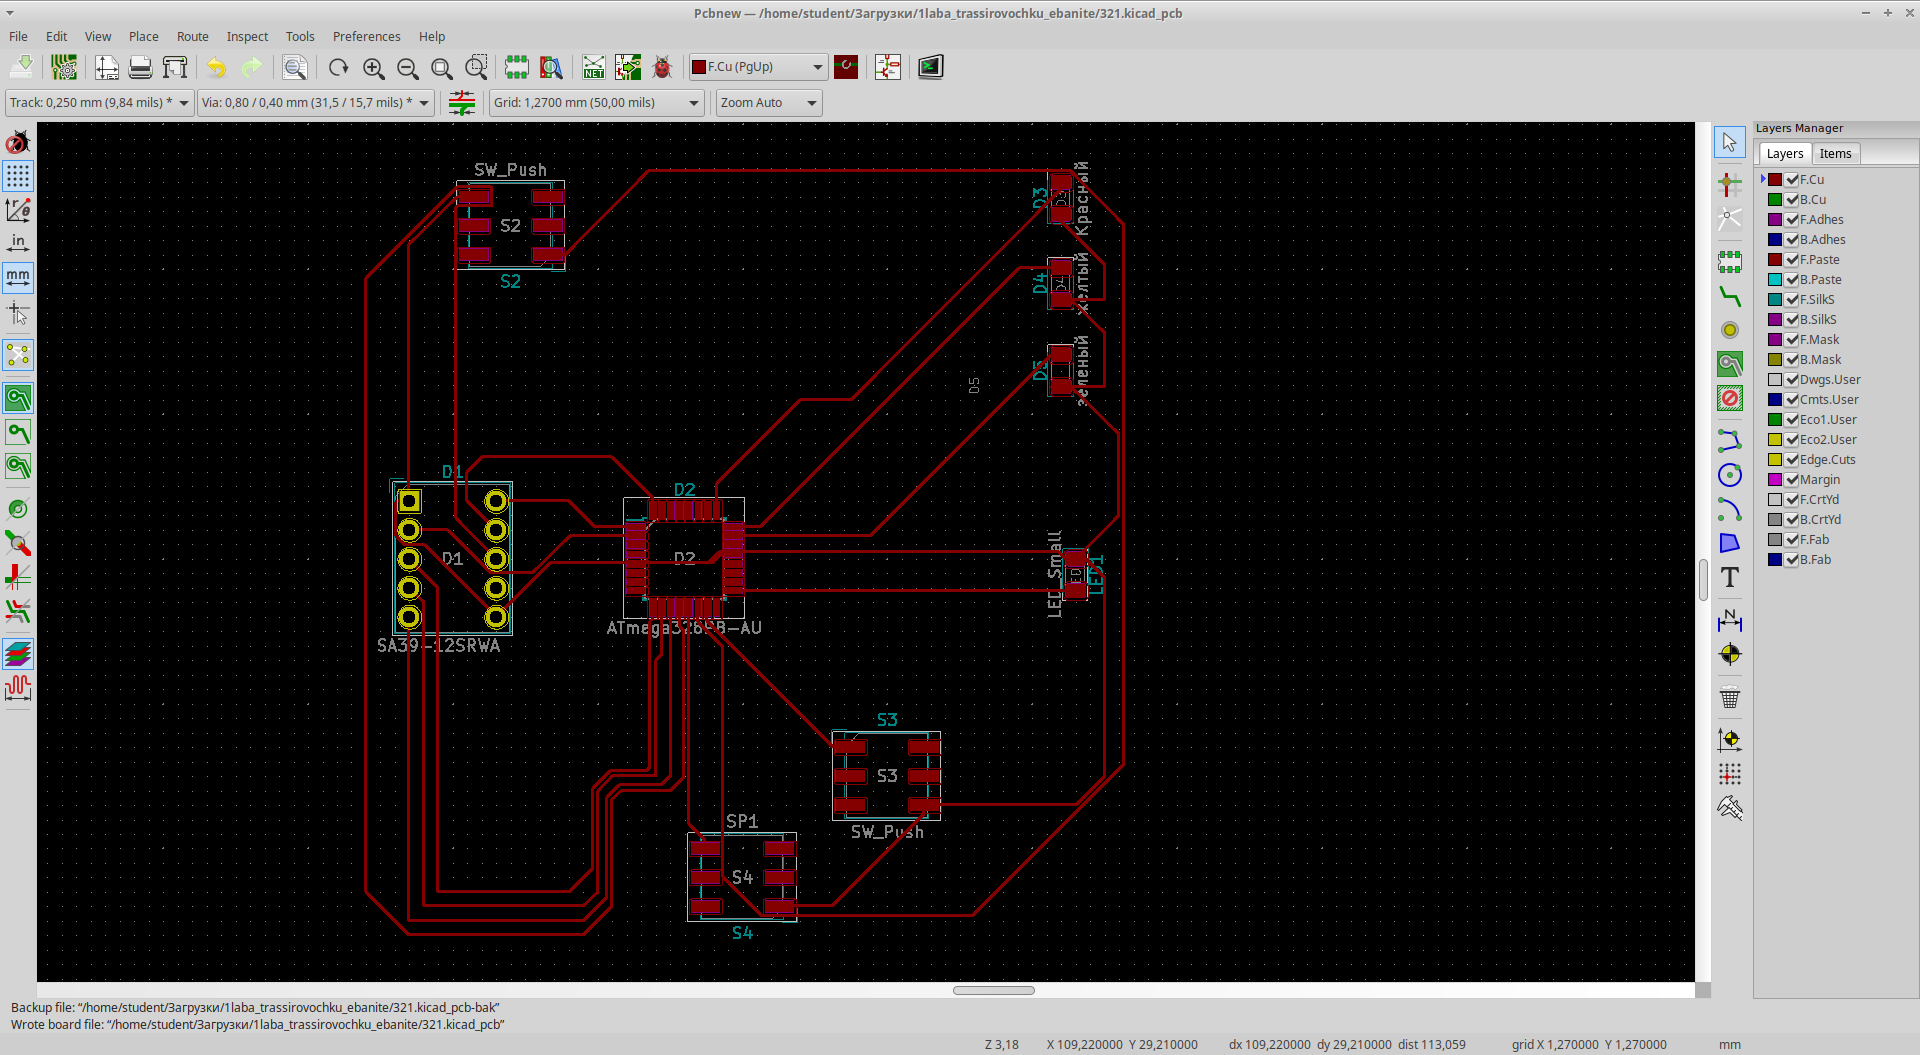 Pcbnew — /home/student/Загрузки/1laba_trassirovochku_ebanite/321.kicad_pcb
File Edit View Place Route Inspect Tools Preferences Help
NET
F.Cu (PgUp)
Track: 0,250 mm (9,84 mils) *
Via: 0,80 / 0,40 mm (31,5 / 15,7 mils) *
Grid: 1,2700 mm (50,00 mils)
Zoom Auto
in
mm
SW_Push
S2
S2
D3
Красный
D4
D4
Желтый
D5
Зеленый
D5
D1
D1
SA39-12SRWA
D2
D2
LED_Small
LED1
S3
S3
SW_Push
SP1
S4
S4
T
N
Layers Manager
Layers Items
F.Cu
B.Cu
F.Adhes
B.Adhes
F.Paste
B.Paste
F.SilkS
B.SilkS
F.Mask
B.Mask
Dwgs.User
Cmts.User
Eco1.User
Eco2.User
Edge.Cuts
Margin
F.CrtYd
B.CrtYd
F.Fab
B.Fab
Backup file: “/home/student/Загрузки/1laba_trassirovochku_ebanite/321.kicad_pcb-bak”
Wrote board file: “/home/student/Загрузки/1laba_trassirovochku_ebanite/321.kicad_pcb”
Z 3,18 X 109,220000 Y 29,210000 dx 109,220000 dy 29,210000 dist 113,059 grid X 1,270000 Y 1,270000 mm